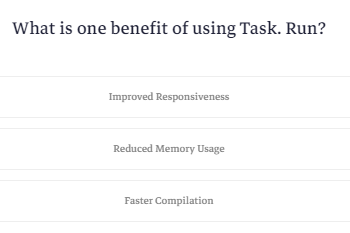 What is one benefit of using Task. Run?
Improved Responsiveness
Reduced Memory Usage
Faster Compilation